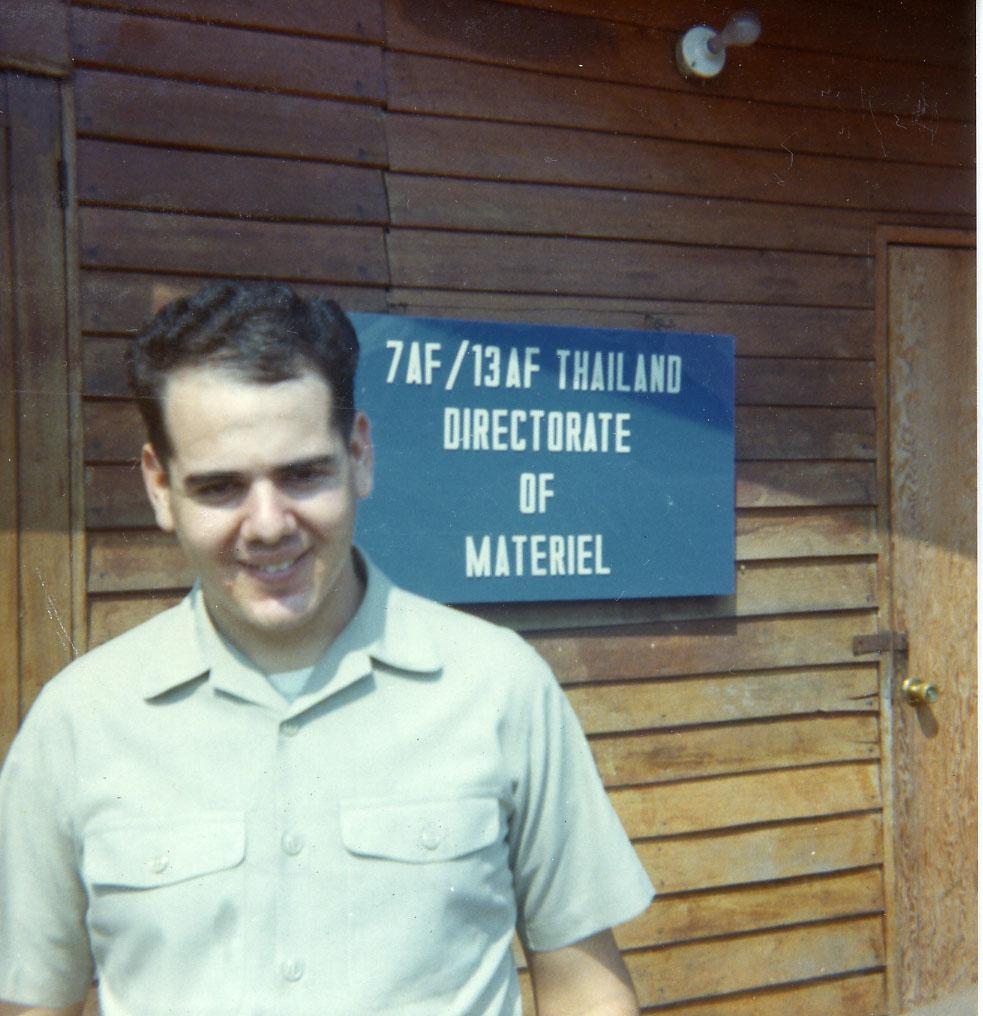 7AF/13AF THAILAND
DIRECTORATE
OF
MATERIEL